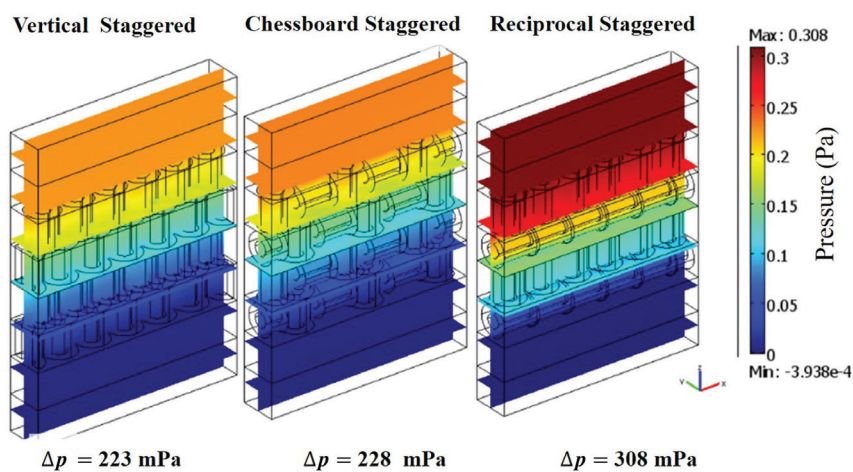 Vertical Staggered
Chessboard Staggered
Reciprocal Staggered
Max: 0.308
0.3
0.25
0.2
0.15
0.1
0.05
0
Min: -3.938e-4
Pressure (Pa)
z
y
x
Δp = 223 mPa
Δp = 228 mPa
Δp = 308 mPa